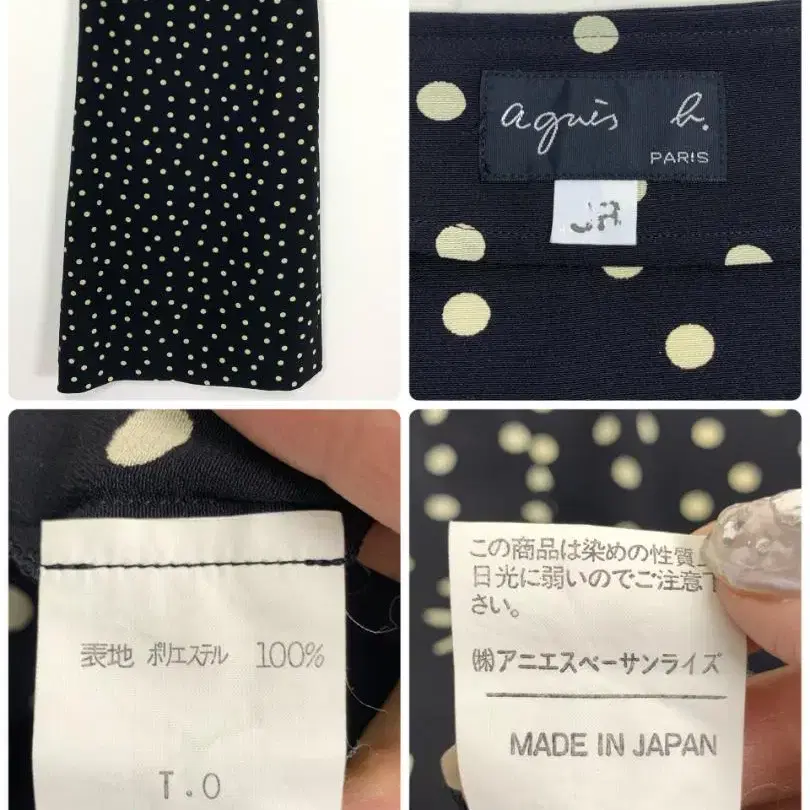 agnès b.
PARIS
表地 ポリエステル 100%
T.O
この商品は染めの性質上
日光に弱いのでご注意下
さい。
㈱アニエスベーサンライズ
MADE IN JAPAN